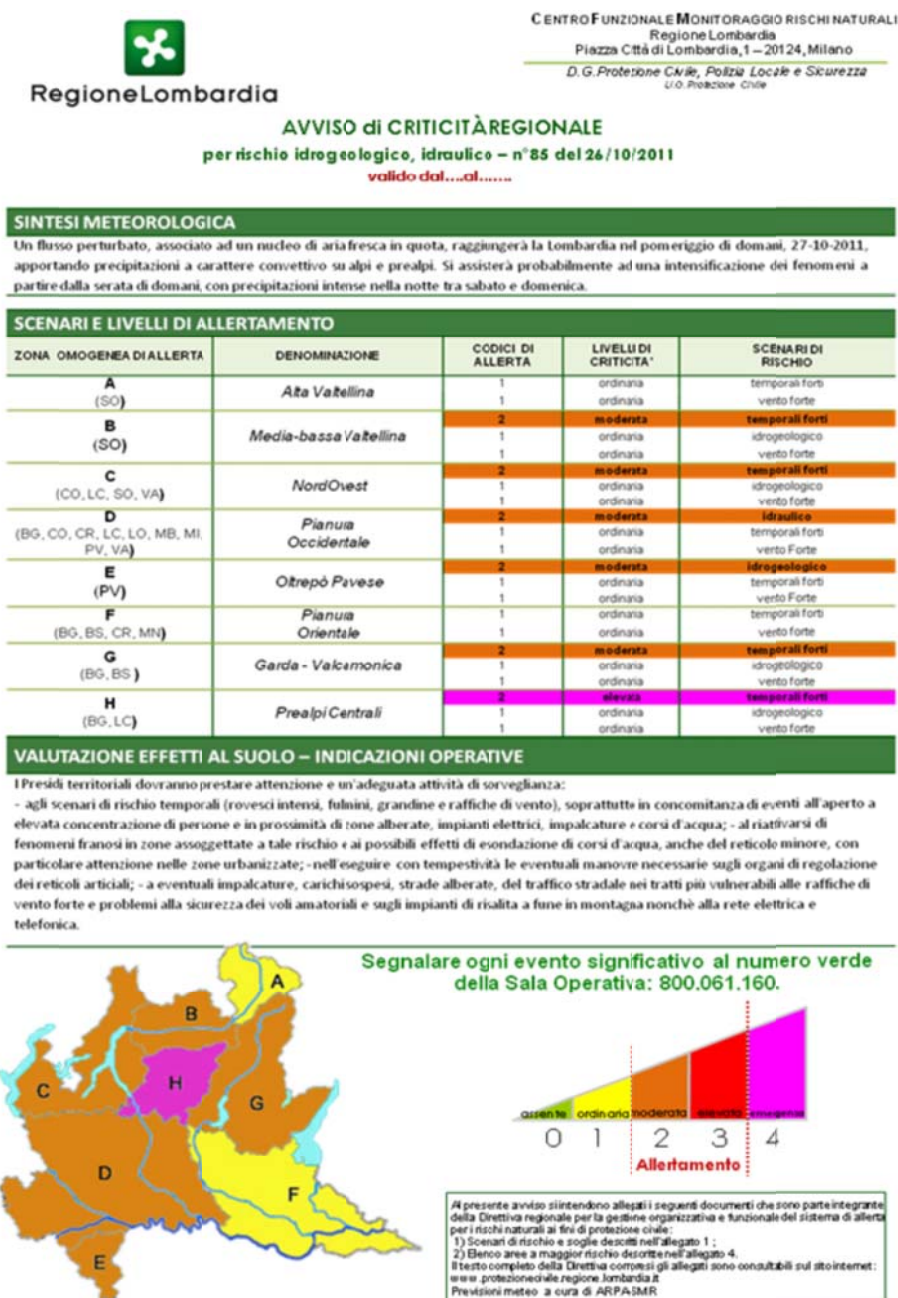 CENTRO FUNZIONALE MONITORAGGIO RISCHI NATURALI
Regione Lombardia
Piazza Città di Lombardia,1 – 20124, Milano
D.G.Protezione Civile, Polizia Locale e Sicurezza
U.O. Protezione Civile
RegioneLombardia
AVVISO di CRITICITÀREGIONALE
per rischio idrogeologico, idraulico – n°85 del 26/10/2011
valido dal....al.......
SINTESI METEOROLOGICA
Un flusso perturbato, associato ad un nucleo di aria fresca in quota, raggiungerà la Lombardia nel pomeriggio di domani, 27-10-2011,
apportando precipitazioni a carattere convettivo su alpi e prealpi. Si assisterà probabilmente ad una intensificazione dei fenomeni a
partire dalla serata di domani, con precipitazioni intense nella notte tra sabato e domenica.
SCENARI E LIVELLI DI ALLERTAMENTO
ZONA OMOGENEA DI ALLERTA DENOMINAZIONE CODICI DI ALLERTA LIVELLI DI CRITICITA' SCENARI DI RISCHIO
A (SO) Alta Valtellina
1 ordinaria temporali forti
1 ordinaria vento forte
B (SO) Media-bassa Valtellina
2 moderata temporali forti
1 ordinaria idrogeologico
1 ordinaria vento forte
C (CO, LC, SO, VA) NordOvest
2 moderata temporali forti
1 ordinaria idrogeologico
1 ordinaria vento forte
D (BG, CO, CR, LC, LO, MB, MI, PV, VA) Pianura Occidentale
2 moderata idraulico
1 ordinaria temporali forti
1 ordinaria vento Forte
E (PV) Oltrepò Pavese
2 moderata idrogeologico
1 ordinaria temporali forti
1 ordinaria vento Forte
F (BG, BS, CR, MN) Pianura Orientale
1 ordinaria temporali forti
1 ordinaria vento forte
G (BG, BS ) Garda - Valcamonica
2 moderata temporali forti
1 ordinaria idrogeologico
1 ordinaria vento forte
H (BG, LC) Prealpi Centrali
2 elevata temporali forti
1 ordinaria idrogeologico
1 ordinaria vento forte
VALUTAZIONE EFFETTI AL SUOLO – INDICAZIONI OPERATIVE
I Presidi territoriali dovranno prestare attenzione e un'adeguata attività di sorveglianza:
- agli scenari di rischio temporali (rovesci intensi, fulmini, grandine e raffiche di vento), soprattutto in concomitanza di eventi all'aperto a
elevata concentrazione di persone e in prossimità di zone alberate, impianti elettrici, impalcature e corsi d'acqua; - al riattivarsi di
fenomeni franosi in zone assoggettate a tale rischio e ai possibili effetti di esondazione di corsi d'acqua, anche del reticolo minore, con
particolare attenzione nelle zone urbanizzate; - nell'eseguire con tempestività le eventuali manovre necessarie sugli organi di regolazione
dei reticoli articiali; - a eventuali impalcature, carichi sospesi, strade alberate, del traffico stradale nei tratti più vulnerabili alle raffiche di
vento forte e problemi alla sicurezza dei voli amatoriali e sugli impianti di risalita a fune in montagna nonchè alla rete elettrica e
telefonica.
Segnalare ogni evento significativo al numero verde
della Sala Operativa: 800.061.160.
A
B
C
H
G
D
F
E
assente ordinaria moderata elevata emergenza
0 1 2 3 4
Allertamento
Al presente avviso si intendono allegati i seguenti documenti che sono parte integrante
della Direttiva regionale per la gestione organizzativa e funzionale del sistema di allerta
per i rischi naturali ai fini di protezione civile:
1) Scenari di rischio e soglie descritti nell'allegato 1 ;
2) Elenco aree a maggior rischio descritte nell'allegato 4.
Il testo completo della Direttiva compresi gli allegati sono consultabili sul sito internet:
www.protezionecivile.regione.lombardia.it
Previsioni meteo a cura di ARPA-SMR